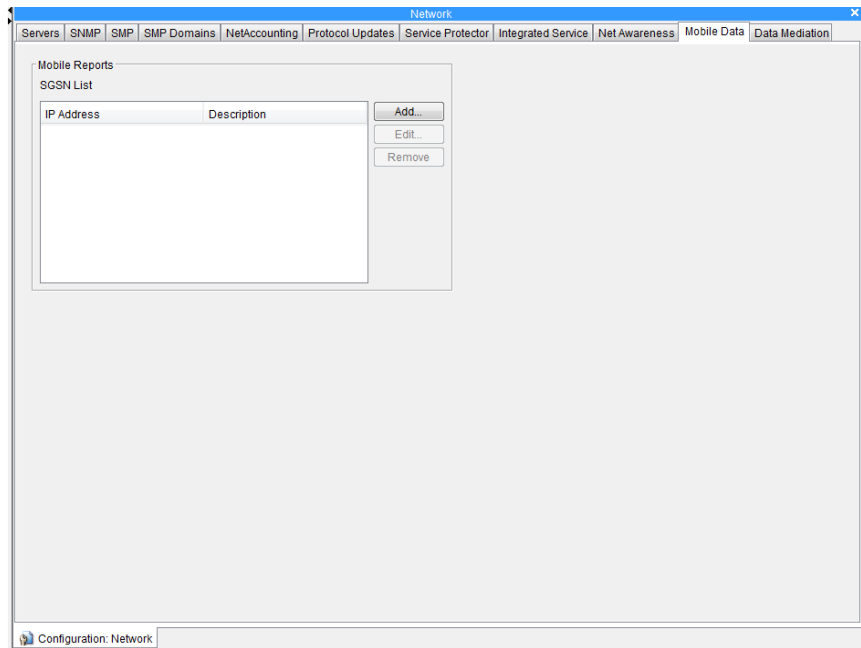 Network
Servers SNMP SMP SMP Domains NetAccounting Protocol Updates Service Protector Integrated Service Net Awareness Mobile Data Data Mediation
Mobile Reports
SGSN List
IP Address Description
Add...
Edit...
Remove
Configuration: Network